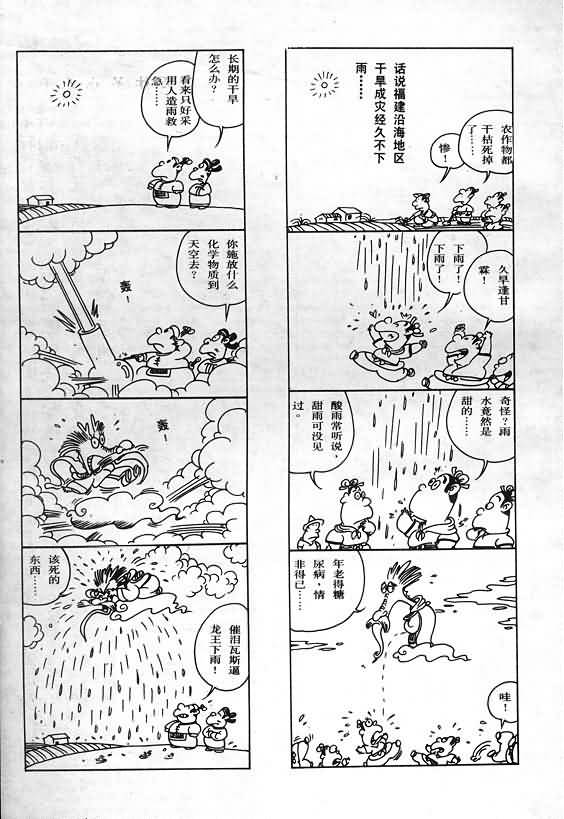 农作物都
干枯死掉
了……
惨!
话说福建沿海地区
干旱成灾经久不下
雨……
久旱逢甘
霖!
下雨了!
下雨了!
奇怪?雨
水竟然是
甜的……
酸雨常听说,
甜雨可没见
过。
年老得糖
尿病,情
非得已……
哇!
长期的干旱
怎么办?
看来只好采
用人造雨救
……
你施放什么
化学物质到
天空去?
轰!
轰!
催泪瓦斯逼
龙王下雨!
该死的
东西……